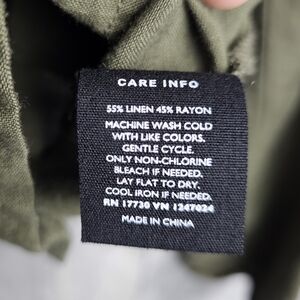 CARE INFO
55% LINEN 45% RAYON
MACHINE WASH COLD
WITH LIKE COLORS.
GENTLE CYCLE.
ONLY NON-CHLORINE
BLEACH IF NEEDED.
LAY FLAT TO DRY.
COOL IRON IF NEEDED.
RN 17730 VN 1247024
MADE IN CHINA